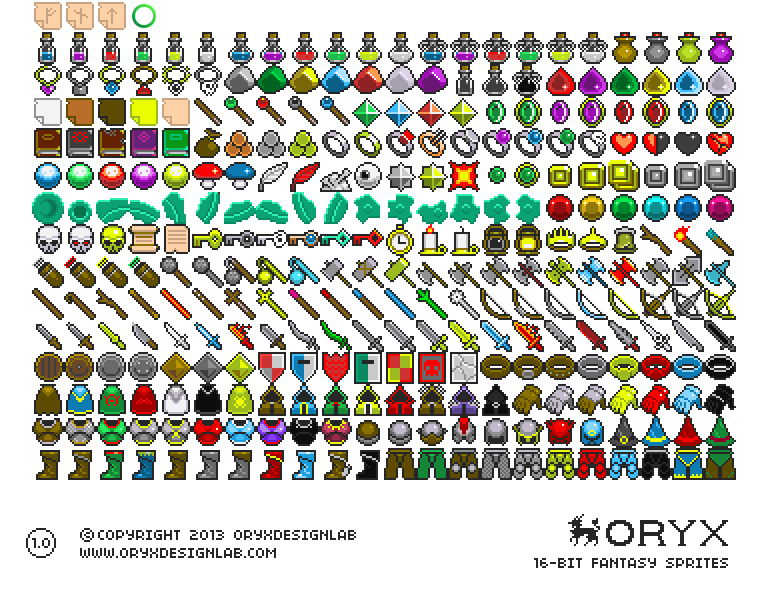 1.0
©COPYRIGHT 2013 ORYXDESIGNLAB
WWW.ORYXDESIGNLAB.COM
ORYX
16-BIT FANTASY SPRITES